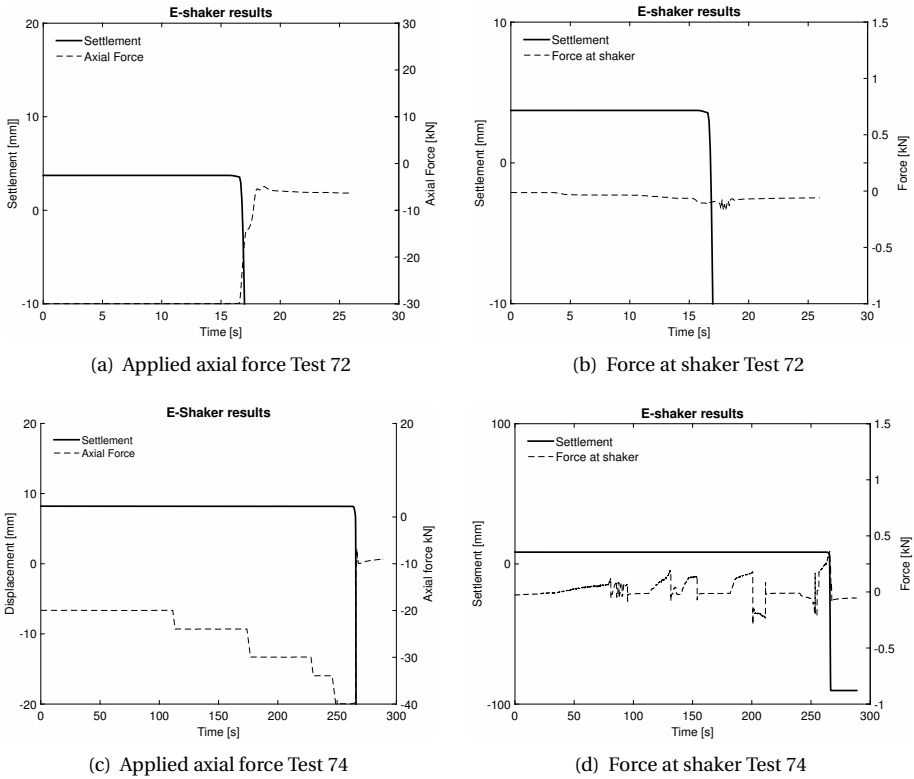 E-shaker results
Settlement
Axial Force
20
10
0
-10
Settlement [mm]]
30
20
10
0
-10
-20
-30
Axial Force [kN]
0 5 10 15 20 25 30
Time [s]
(a) Applied axial force Test 72
E-shaker results
Settlement
Force at shaker
10
0
-10
Settlement [mm]
1.5
1
0.5
0
-0.5
-1
Force [kN]
0 5 10 15 20 25 30
Time [s]
(b) Force at shaker Test 72
E-Shaker results
Settlement
Axial Force
20
10
0
-10
-20
Displacement [mm]
20
10
0
-10
-20
-30
-40
Axial force kN]
0 50 100 150 200 250 300
Time [s]
(c) Applied axial force Test 74
E-shaker results
Settlement
Force at shaker
100
0
-100
Settlement [mm]
1.5
1
0.5
0
-0.5
-1
Force [kN]
0 50 100 150 200 250 300
Time [s]
(d) Force at shaker Test 74